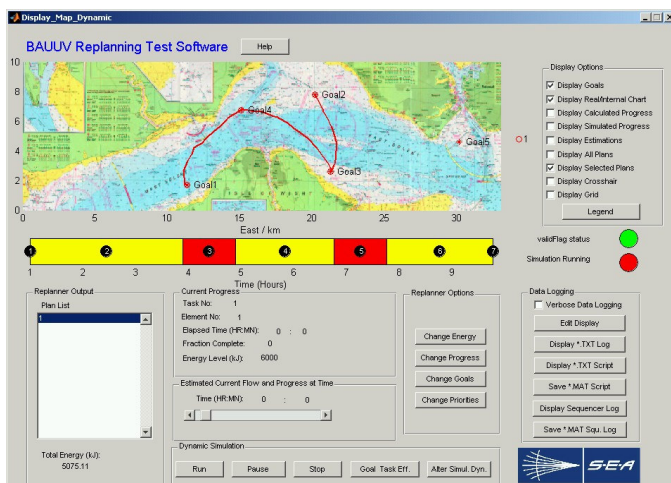 Display_Map_Dynamic
BAUUV Replanning Test Software
Help
10
8
6
4
2
0
Goal2
Goal4
Goal5
Goal3
Goal1
1
0 5 10 15 20 25 30
East / km
Display Options
Display Goals
Display Real/Internal Chart
Display Calculated Progress
Display Simulated Progress
Display Estimations
Display All Plans
Display Selected Plans
Display Crosshair
Display Grid
Legend
validFlag status
Simulation Running
1 2 3 4 5 6 7
1 2 3 4 5 6 7 8 9
Time (Hours)
Replanner Output
Plan List
1
Total Energy (kJ):
5075.11
Current Progress
Task No: 1
Element No: 1
Elapsed Time (HR:MN): 0 : 0
Fraction Complete: 0
Energy Level (kJ): 6000
Estimated Current Flow and Progress at Time
Time (HR:MN): 0 : 0
Dynamic Simulation
Run
Pause
Stop
Goal Task Eff.
Alter Simul. Dyn.
Replanner Options
Change Energy
Change Progress
Change Goals
Change Priorities
Data Logging
Verbose Data Logging
Edit Display
Display *.TXT Log
Display *.TXT Script
Save *.MAT Script
Display Sequencer Log
Save *.MAT Squ. Log
S·E·A